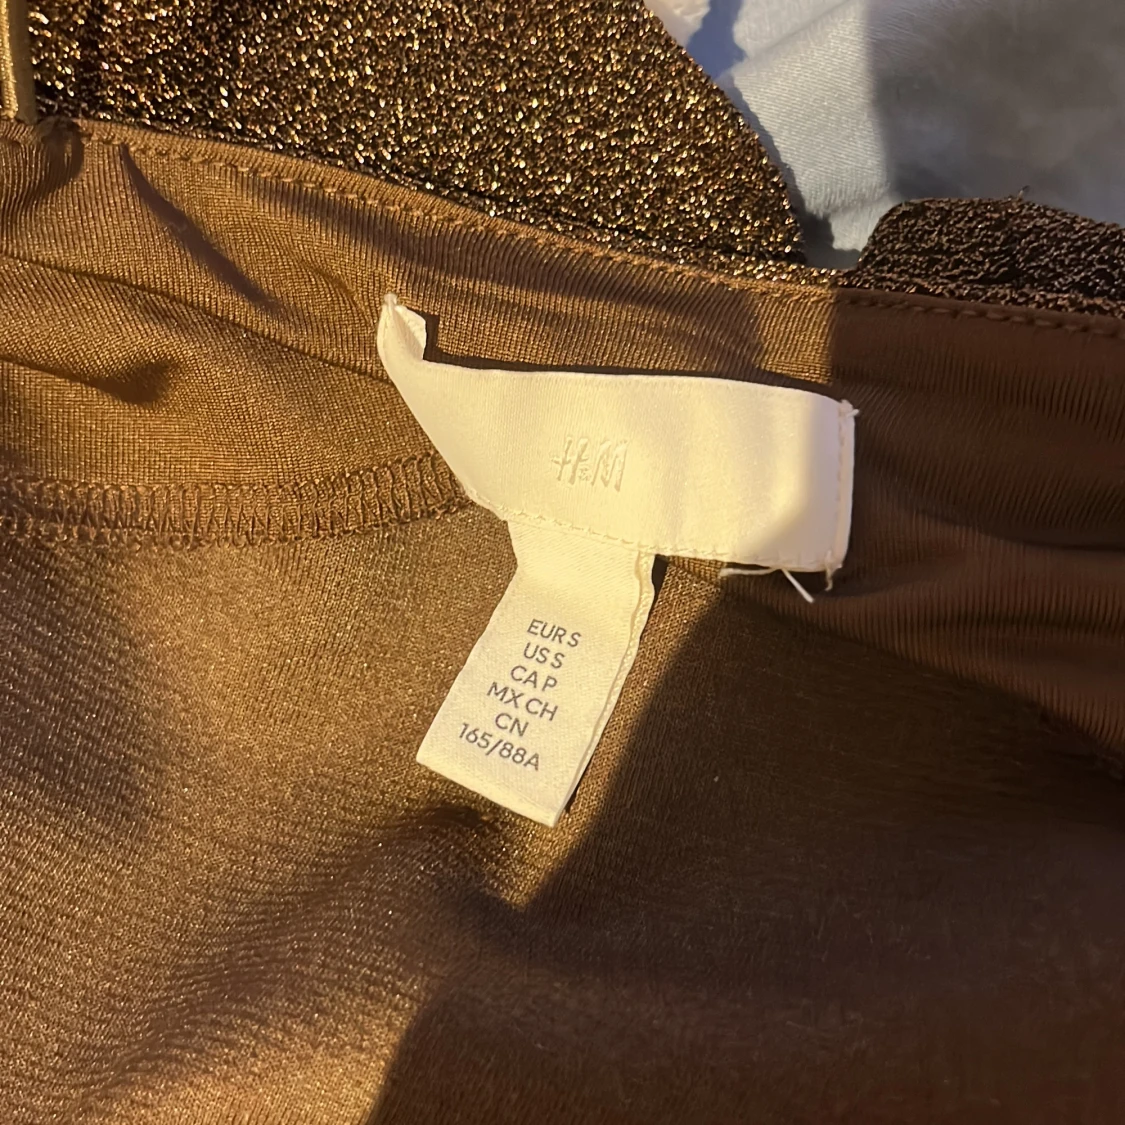 H&M
EUR S
US S
CA P
MX CH
CN
165/88A